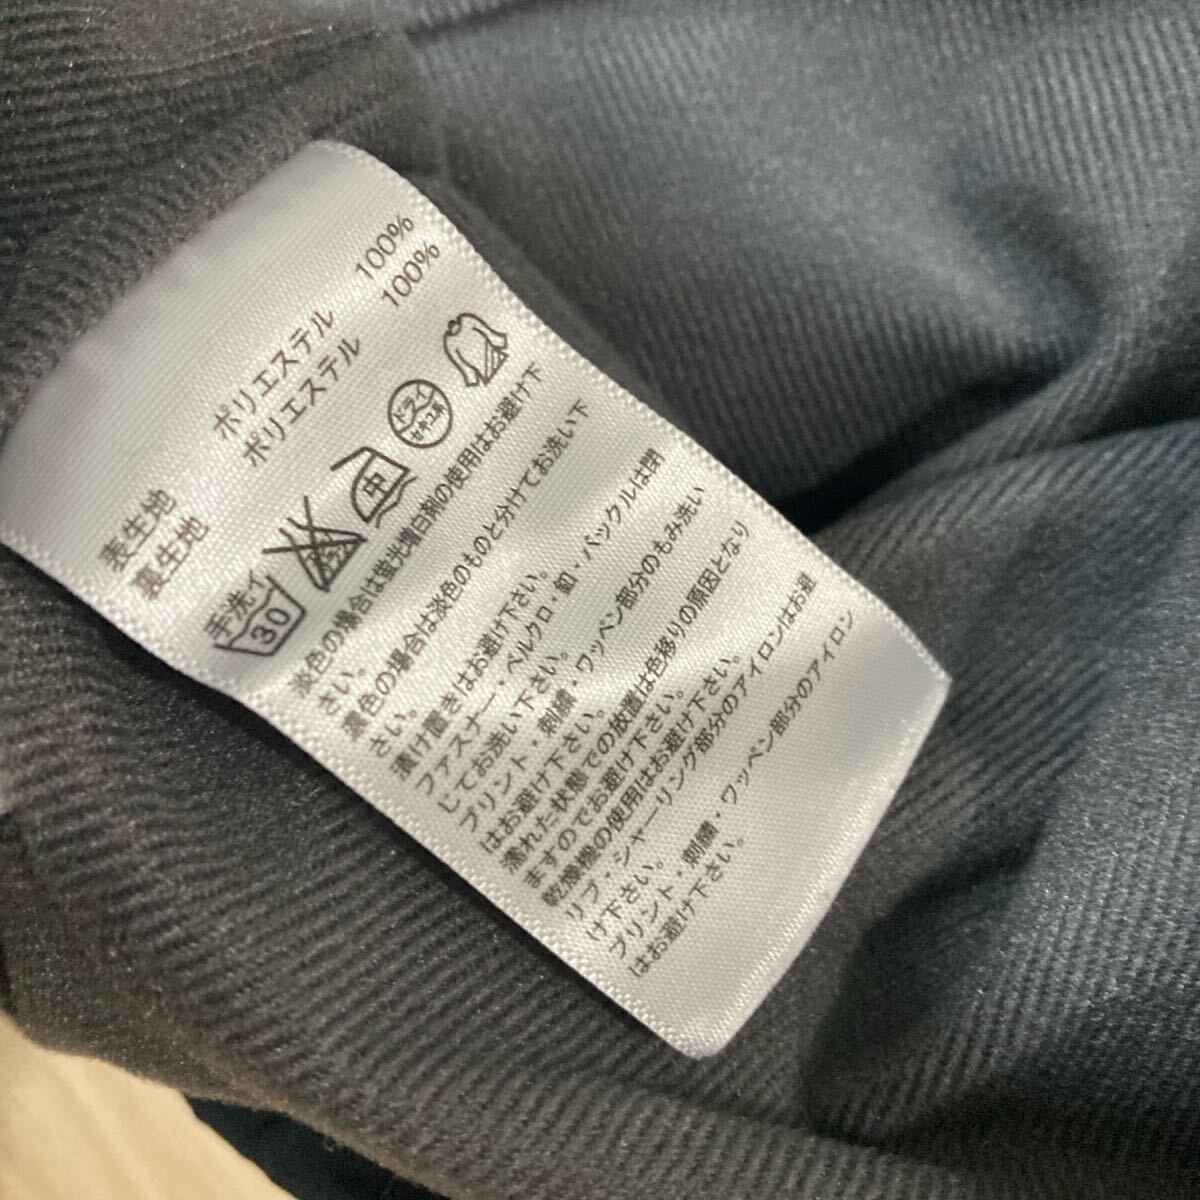 表生地 ポリエステル 100%
裏生地 ポリエステル 100%
手洗イ 30 エンソサラシ 中 ドライ セキユ系
淡色の場合は蛍光増白剤の使用はお避け下
さい。
濃色の場合は淡色のものと分けてお洗い下
さい。
漬け置きはお避け下さい。
ファスナー・ベルクロ・釦・バックルは閉
じてお洗い下さい。
プリント・刺繍・ワッペン部分のもみ洗い
はお避け下さい。
濡れた状態での放置は色移りの原因となり
ますのでお避け下さい。
乾燥機の使用はお避け下さい。
リブ・シャーリング部分のアイロンはお避
け下さい。
プリント・刺繍・ワッペン部分のアイロン
はお避け下さい。